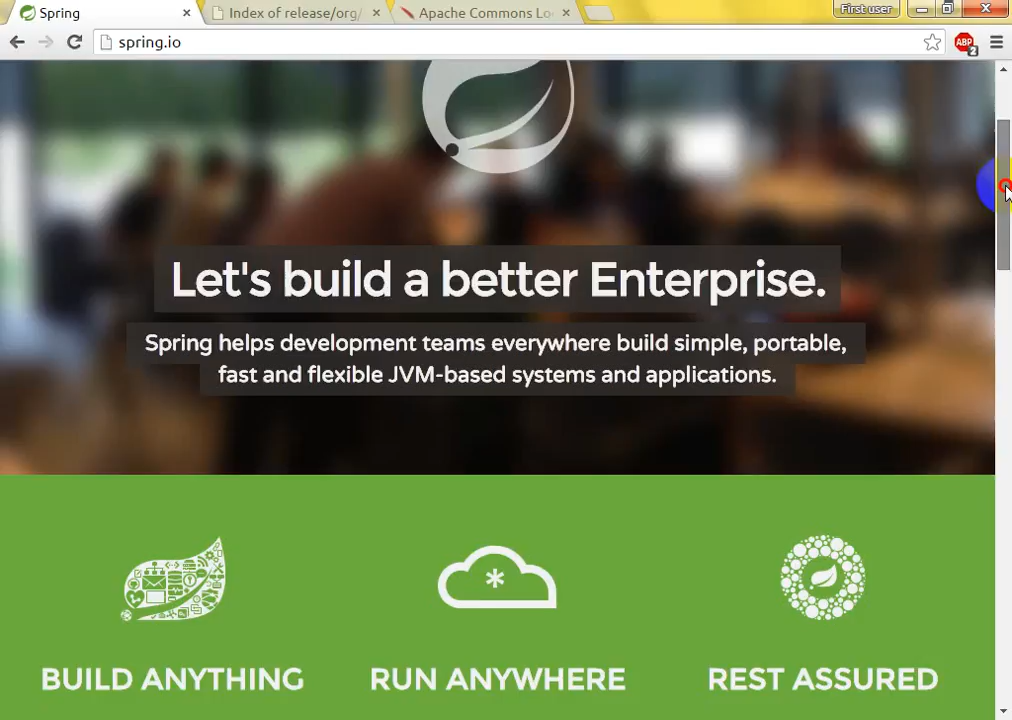 Spring
Index of release/org/
Apache Commons Lo
First user
spring.io
ABP
2
Let's build a better Enterprise.
Spring helps development teams everywhere build simple, portable,
fast and flexible JVM-based systems and applications.
*
BUILD ANYTHING
RUN ANYWHERE
REST ASSURED